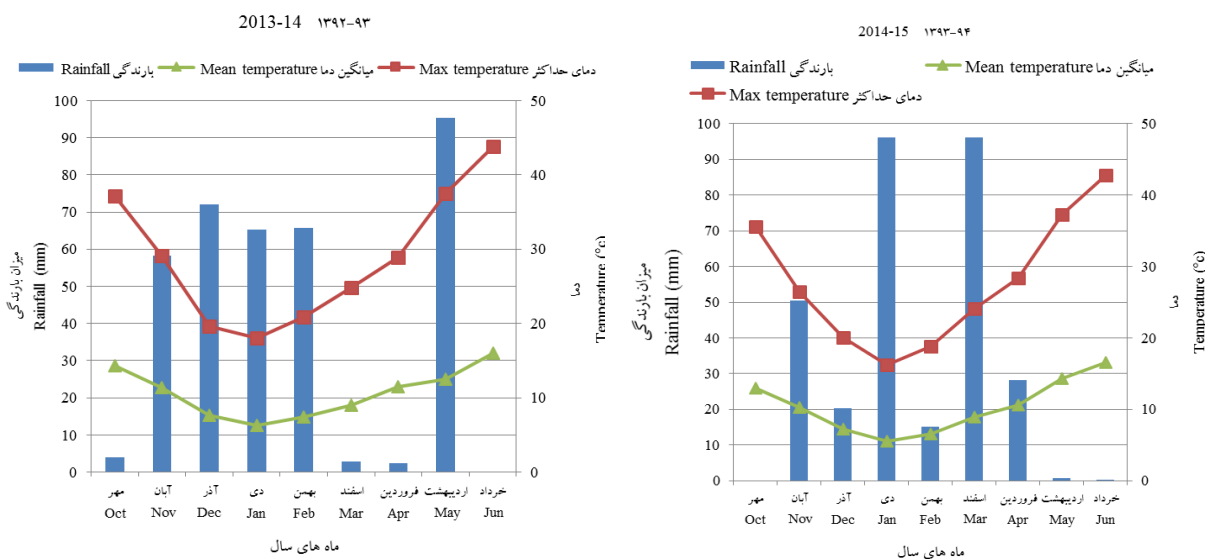 2013-14 ۱۳۹۲-۹۳
Rainfall بارندگی Mean temperature میانگین دما Max temperature دمای حداکثر
میزان بارندگی
Rainfall (mm)
100
90
80
70
60
50
40
30
20
10
0
50
40
30
20
10
0
دما
Temperature (°c)
مهر آبان آذر دی بهمن اسفند فروردین اردیبهشت خرداد
Oct Nov Dec Jan Feb Mar Apr May Jun
ماه های سال
2014-15 ۱۳۹۳-۹۴
Rainfall بارندگی Mean temperature میانگین دما
Max temperature دمای حداکثر
میزان بارندگی
Rainfall (mm)
100
90
80
70
60
50
40
30
20
10
0
50
40
30
20
10
0
دما
Temperature (°c)
مهر آبان آذر دی بهمن اسفند فروردین اردیبهشت خرداد
Oct Nov Dec Jan Feb Mar Apr May Jun
ماه های سال